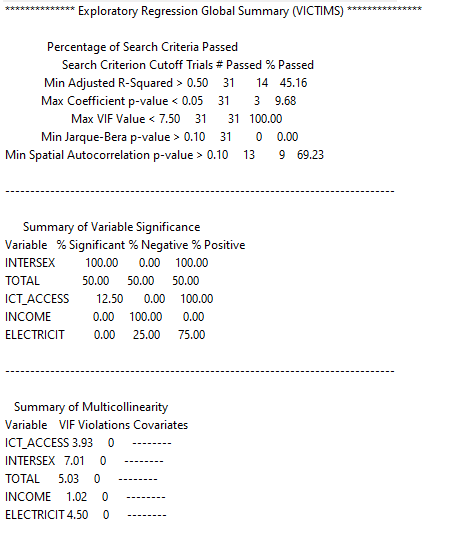 ************** Exploratory Regression Global Summary (VICTIMS) ***************
Percentage of Search Criteria Passed
Search Criterion Cutoff Trials # Passed % Passed
Min Adjusted R-Squared > 0.50 31 14 45.16
Max Coefficient p-value < 0.05 31 3 9.68
Max VIF Value < 7.50 31 31 100.00
Min Jarque-Bera p-value > 0.10 31 0 0.00
Min Spatial Autocorrelation p-value > 0.10 13 9 69.23
------------------------------------------------------------------------------
Summary of Variable Significance
Variable % Significant % Negative % Positive
INTERSEX 100.00 0.00 100.00
TOTAL 50.00 50.00 50.00
ICT_ACCESS 12.50 0.00 100.00
INCOME 0.00 100.00 0.00
ELECTRICIT 0.00 25.00 75.00
------------------------------------------------------------------------------
Summary of Multicollinearity
Variable VIF Violations Covariates
ICT_ACCESS 3.93 0 --------
INTERSEX 7.01 0 --------
TOTAL 5.03 0 --------
INCOME 1.02 0 --------
ELECTRICIT 4.50 0 --------